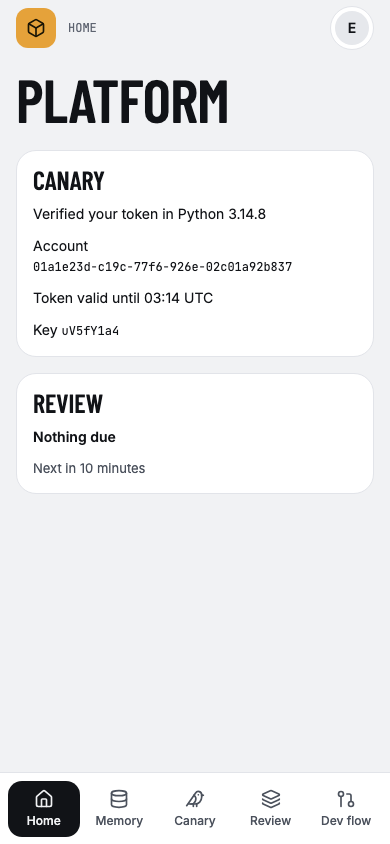 HOME
E
PLATFORM
CANARY
Verified your token in Python 3.14.8
Account
01a1e23d-c19c-77f6-926e-02c01a92b837
Token valid until 03:14 UTC
Key uV5fY1a4
REVIEW
Nothing due
Next in 10 minutes
Home
Memory
Canary
Review
Dev flow